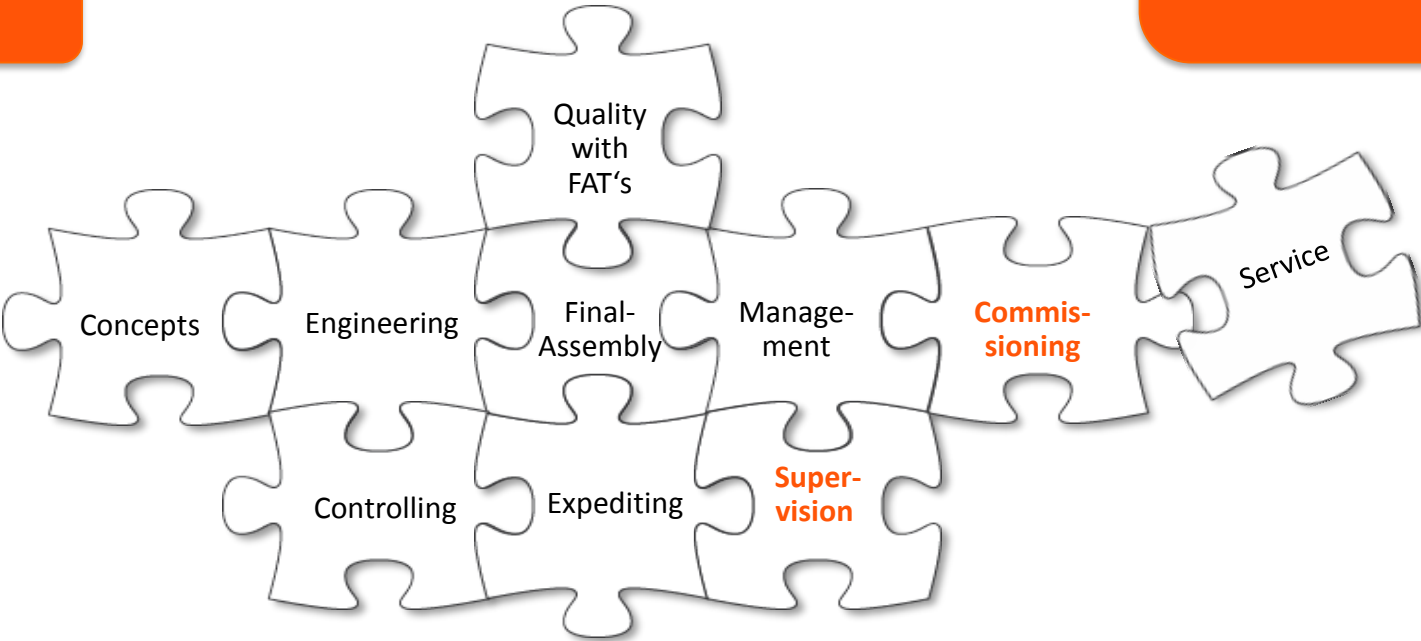 Quality
with
FAT‘s
Concepts
Engineering
Final-
Assembly
Manage-
ment
Commis-
sioning
Service
Controlling
Expediting
Super-
vision